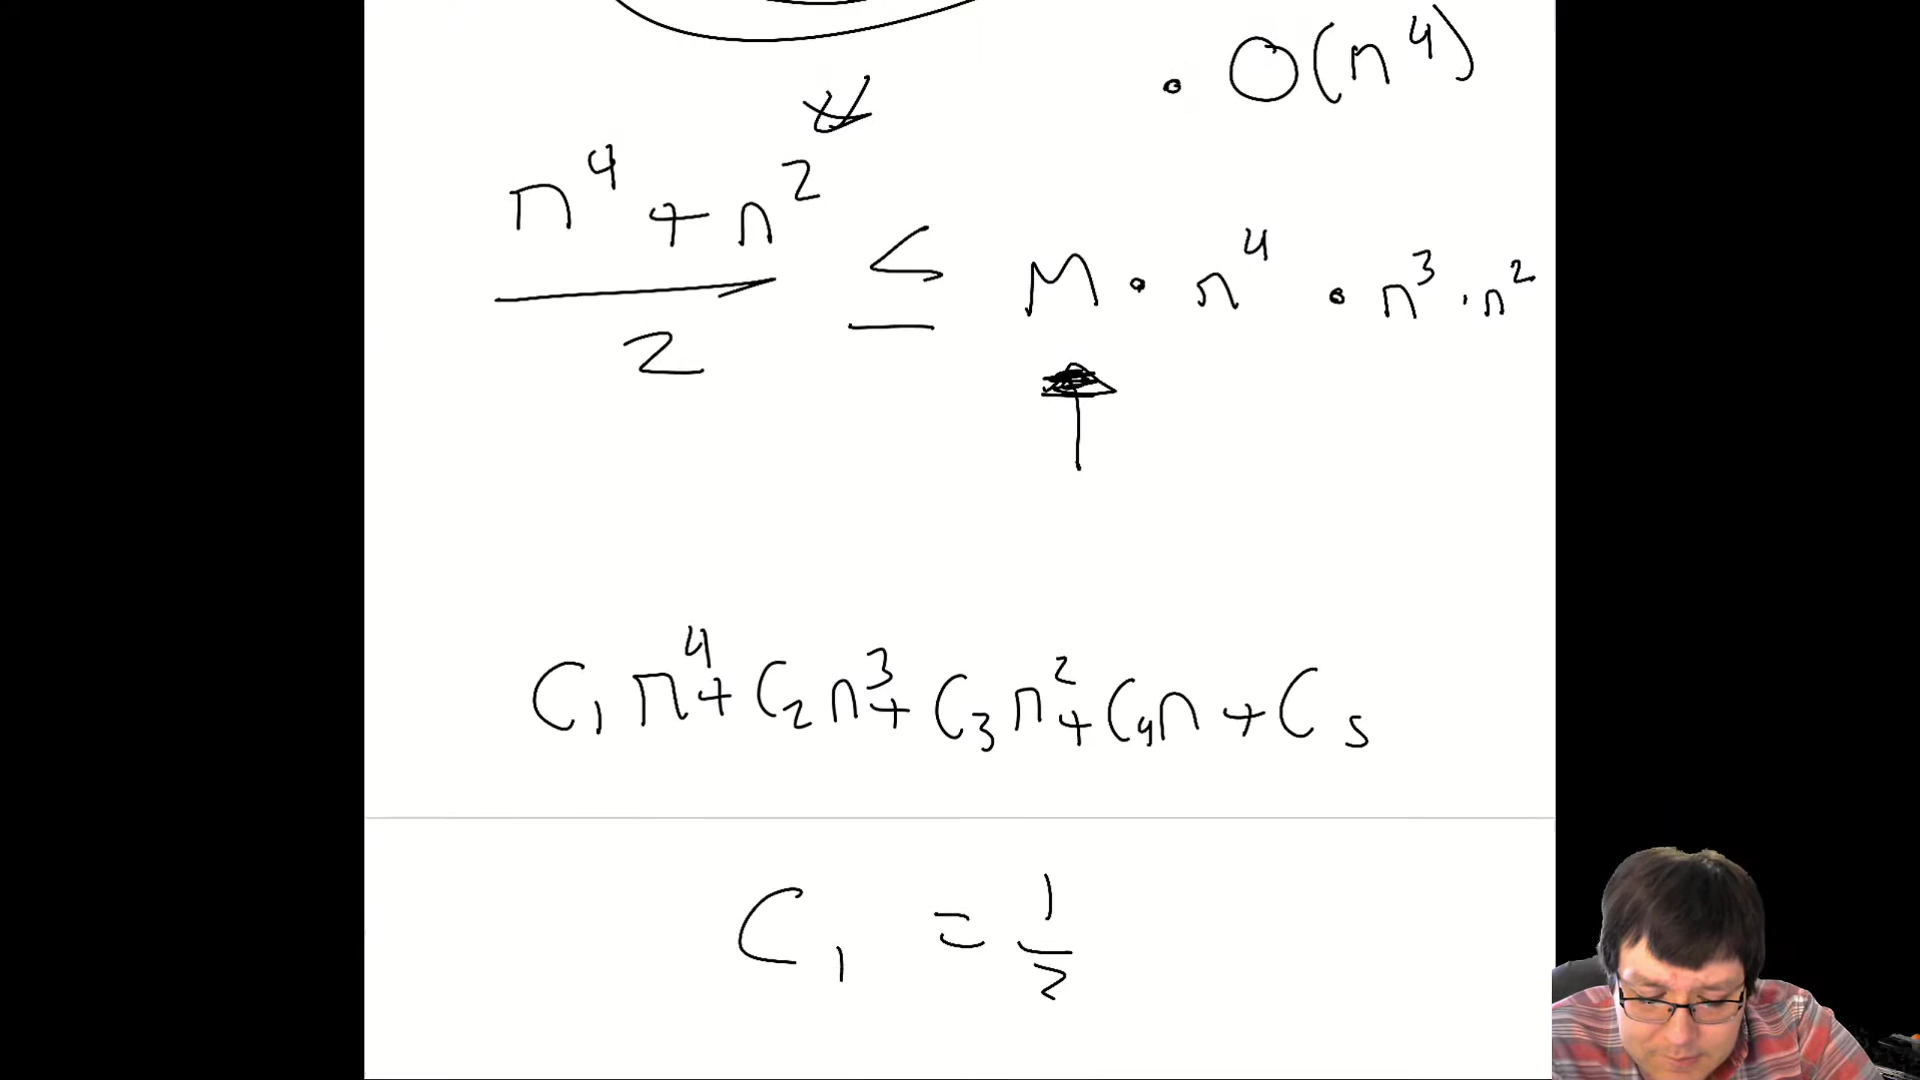 • O(n⁴)
n⁴ + n²
─────── ≤ M • n⁴ • n³ · n²
2
C₁n⁴ + C₂n³ + C₃n² + C₄n + C₅
C₁ = 1/2